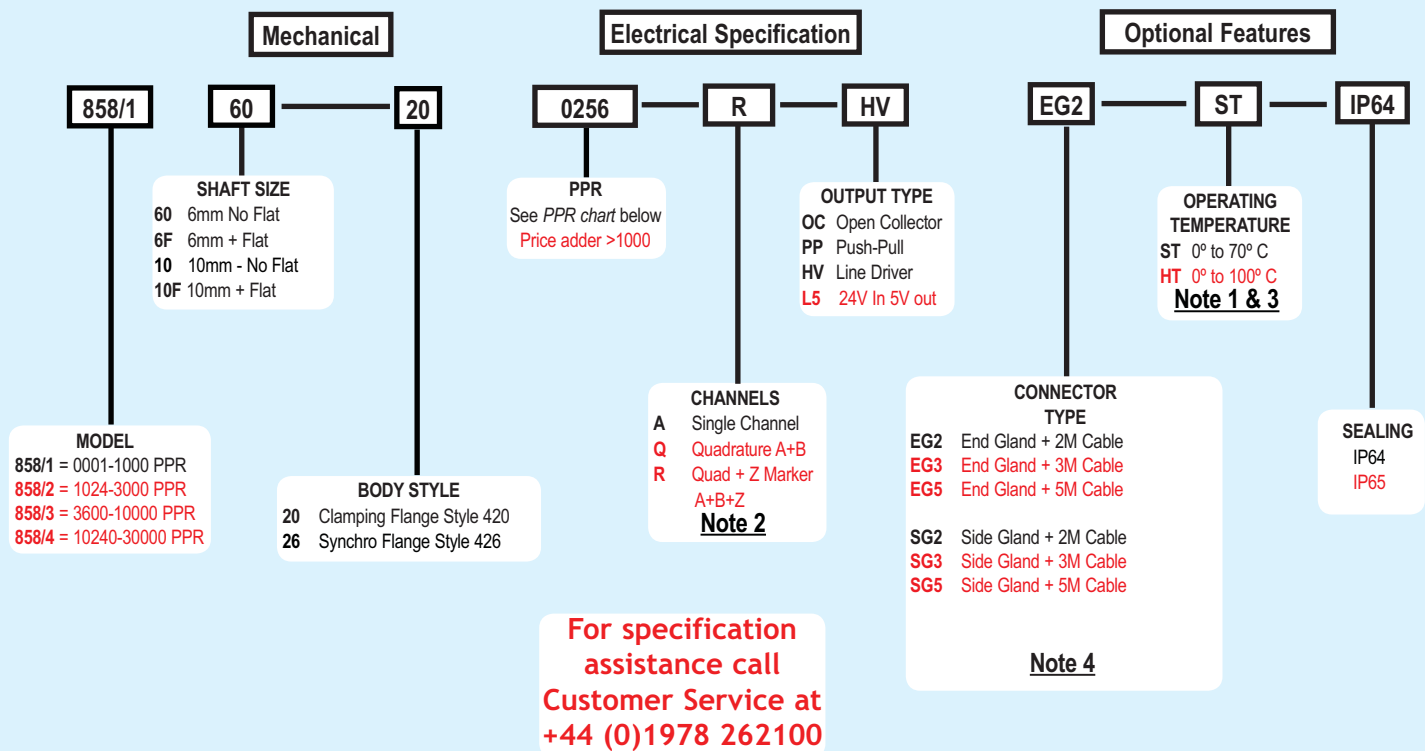 Mechanical
Electrical Specification
Optional Features
858/1
60
20
0256
R
HV
EG2
ST
IP64
SHAFT SIZE
60 6mm No Flat
6F 6mm + Flat
10 10mm - No Flat
10F 10mm + Flat
PPR
See PPR chart below
Price adder >1000
OUTPUT TYPE
OC Open Collector
PP Push-Pull
HV Line Driver
L5 24V In 5V out
OPERATING
TEMPERATURE
ST 0º to 70º C
HT 0º to 100º C
Note 1 & 3
MODEL
858/1 = 0001-1000 PPR
858/2 = 1024-3000 PPR
858/3 = 3600-10000 PPR
858/4 = 10240-30000 PPR
BODY STYLE
20 Clamping Flange Style 420
26 Synchro Flange Style 426
CHANNELS
A Single Channel
Q Quadrature A+B
R Quad + Z Marker
A+B+Z
Note 2
CONNECTOR
TYPE
EG2 End Gland + 2M Cable
EG3 End Gland + 3M Cable
EG5 End Gland + 5M Cable
SG2 Side Gland + 2M Cable
SG3 Side Gland + 3M Cable
SG5 Side Gland + 5M Cable
Note 4
SEALING
IP64
IP65
For specification
assistance call
Customer Service at
+44 (0)1978 262100